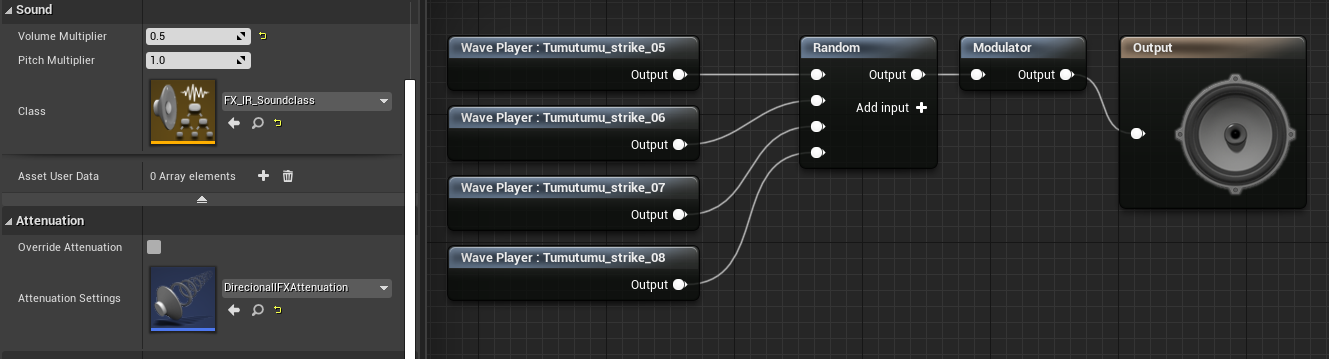 Sound
Volume Multiplier 0.5
Pitch Multiplier 1.0
Class FX_IR_Soundclass
Asset User Data 0 Array elements
Attenuation
Override Attenuation
Attenuation Settings DirecionallFXAttenuation
Wave Player : Tumutumu_strike_05
Output
Wave Player : Tumutumu_strike_06
Output
Wave Player : Tumutumu_strike_07
Output
Wave Player : Tumutumu_strike_08
Output
Random
Output
Add input
Modulator
Output
Output